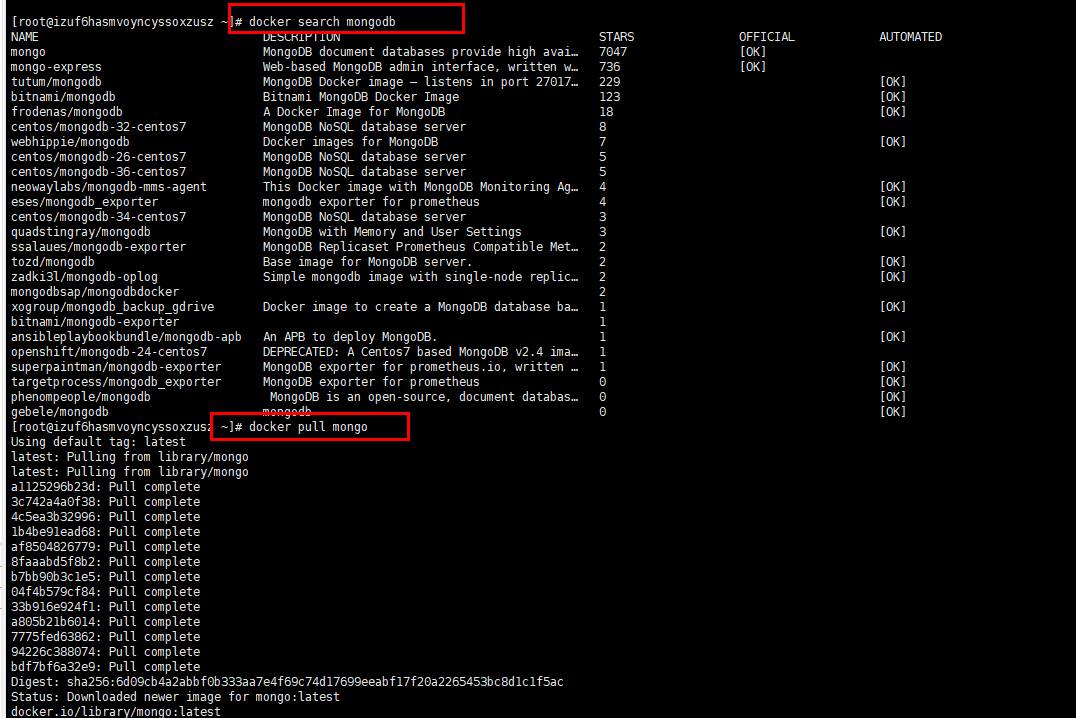 [root@izuf6hasmvoyncyssoxzusz ~]# docker search mongodb
NAME DESCRIPTION STARS OFFICIAL AUTOMATED
mongo MongoDB document databases provide high avai… 7047 [OK]
mongo-express Web-based MongoDB admin interface, written w… 736 [OK]
tutum/mongodb MongoDB Docker image – listens in port 27017… 229 [OK]
bitnami/mongodb Bitnami MongoDB Docker Image 123 [OK]
frodenas/mongodb A Docker Image for MongoDB 18 [OK]
centos/mongodb-32-centos7 MongoDB NoSQL database server 8
webhippie/mongodb Docker images for MongoDB 7 [OK]
centos/mongodb-26-centos7 MongoDB NoSQL database server 5
centos/mongodb-36-centos7 MongoDB NoSQL database server 5
neowaylabs/mongodb-mms-agent This Docker image with MongoDB Monitoring Ag… 4 [OK]
eses/mongodb_exporter mongodb exporter for prometheus 4 [OK]
centos/mongodb-34-centos7 MongoDB NoSQL database server 3
quadstingray/mongodb MongoDB with Memory and User Settings 3 [OK]
ssalaues/mongodb-exporter MongoDB Replicaset Prometheus Compatible Met… 2
tozd/mongodb Base image for MongoDB server. 2 [OK]
zadki3l/mongodb-oplog Simple mongodb image with single-node replic… 2 [OK]
mongodbsap/mongodbdocker 2
xogroup/mongodb_backup_gdrive Docker image to create a MongoDB database ba… 1 [OK]
bitnami/mongodb-exporter 1
ansibleplaybookbundle/mongodb-apb An APB to deploy MongoDB. 1 [OK]
openshift/mongodb-24-centos7 DEPRECATED: A Centos7 based MongoDB v2.4 ima… 1
superpaintman/mongodb-exporter MongoDB exporter for prometheus.io, written … 1 [OK]
targetprocess/mongodb_exporter MongoDB exporter for prometheus 0 [OK]
phenompeople/mongodb MongoDB is an open-source, document databas… 0 [OK]
gebele/mongodb mongodb 0 [OK]
[root@izuf6hasmvoyncyssoxzusz ~]# docker pull mongo
Using default tag: latest
latest: Pulling from library/mongo
latest: Pulling from library/mongo
a1125296b23d: Pull complete
3c742a4a0f38: Pull complete
4c5ea3b32996: Pull complete
1b4be91ead68: Pull complete
af8504826779: Pull complete
8faaabd5f8b2: Pull complete
b7bb90b3c1e5: Pull complete
04f4b579cf84: Pull complete
33b916e924f1: Pull complete
a805b21b6014: Pull complete
7775fed63862: Pull complete
94226c388074: Pull complete
bdf7bf6a32e9: Pull complete
Digest: sha256:6d09cb4a2abbf0b333aa7e4f69c74d17699eeabf17f20a2265453bc8d1c1f5ac
Status: Downloaded newer image for mongo:latest
docker.io/library/mongo:latest